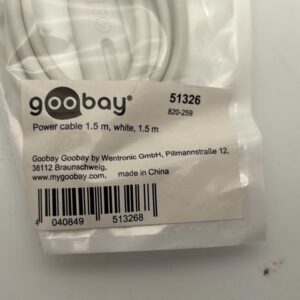 goobay®
51326
820-259
Power cable 1.5 m, white, 1.5 m
Goobay Goobay by Wentronic GmbH, Pillmannstraße 12,
38112 Braunschweig,
www.mygoobay.com, made in China
4 040849 513268